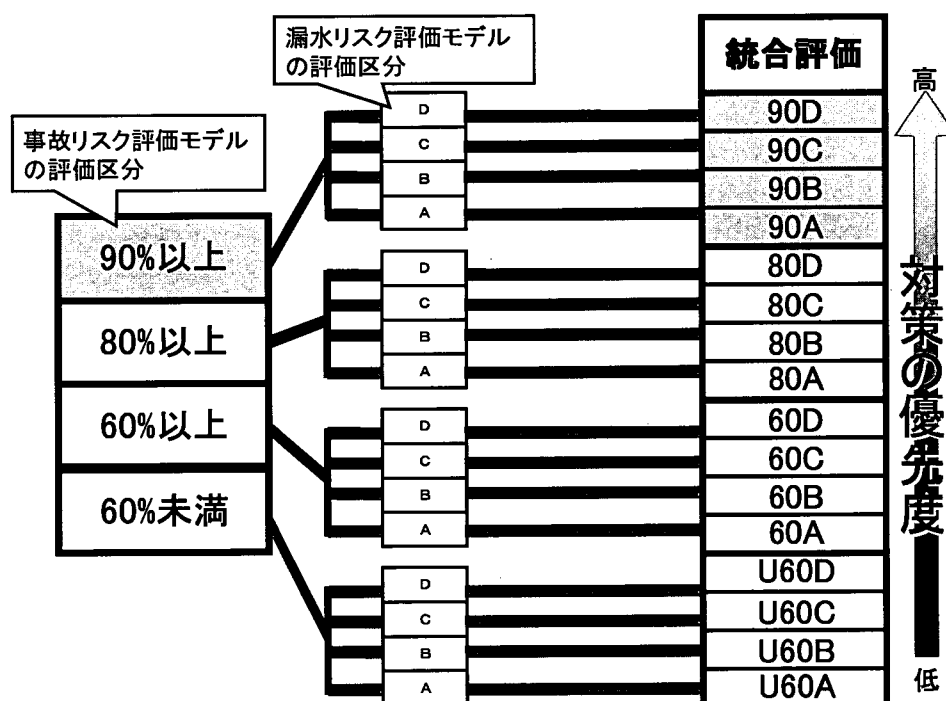 漏水リスク評価モデル
の評価区分
事故リスク評価モデル
の評価区分
90%以上
80%以上
60%以上
60%未満
D
C
B
A
D
C
B
A
D
C
B
A
D
C
B
A
統合評価
90D
90C
90B
90A
80D
80C
80B
80A
60D
60C
60B
60A
U60D
U60C
U60B
U60A
高
対策の優先度
低